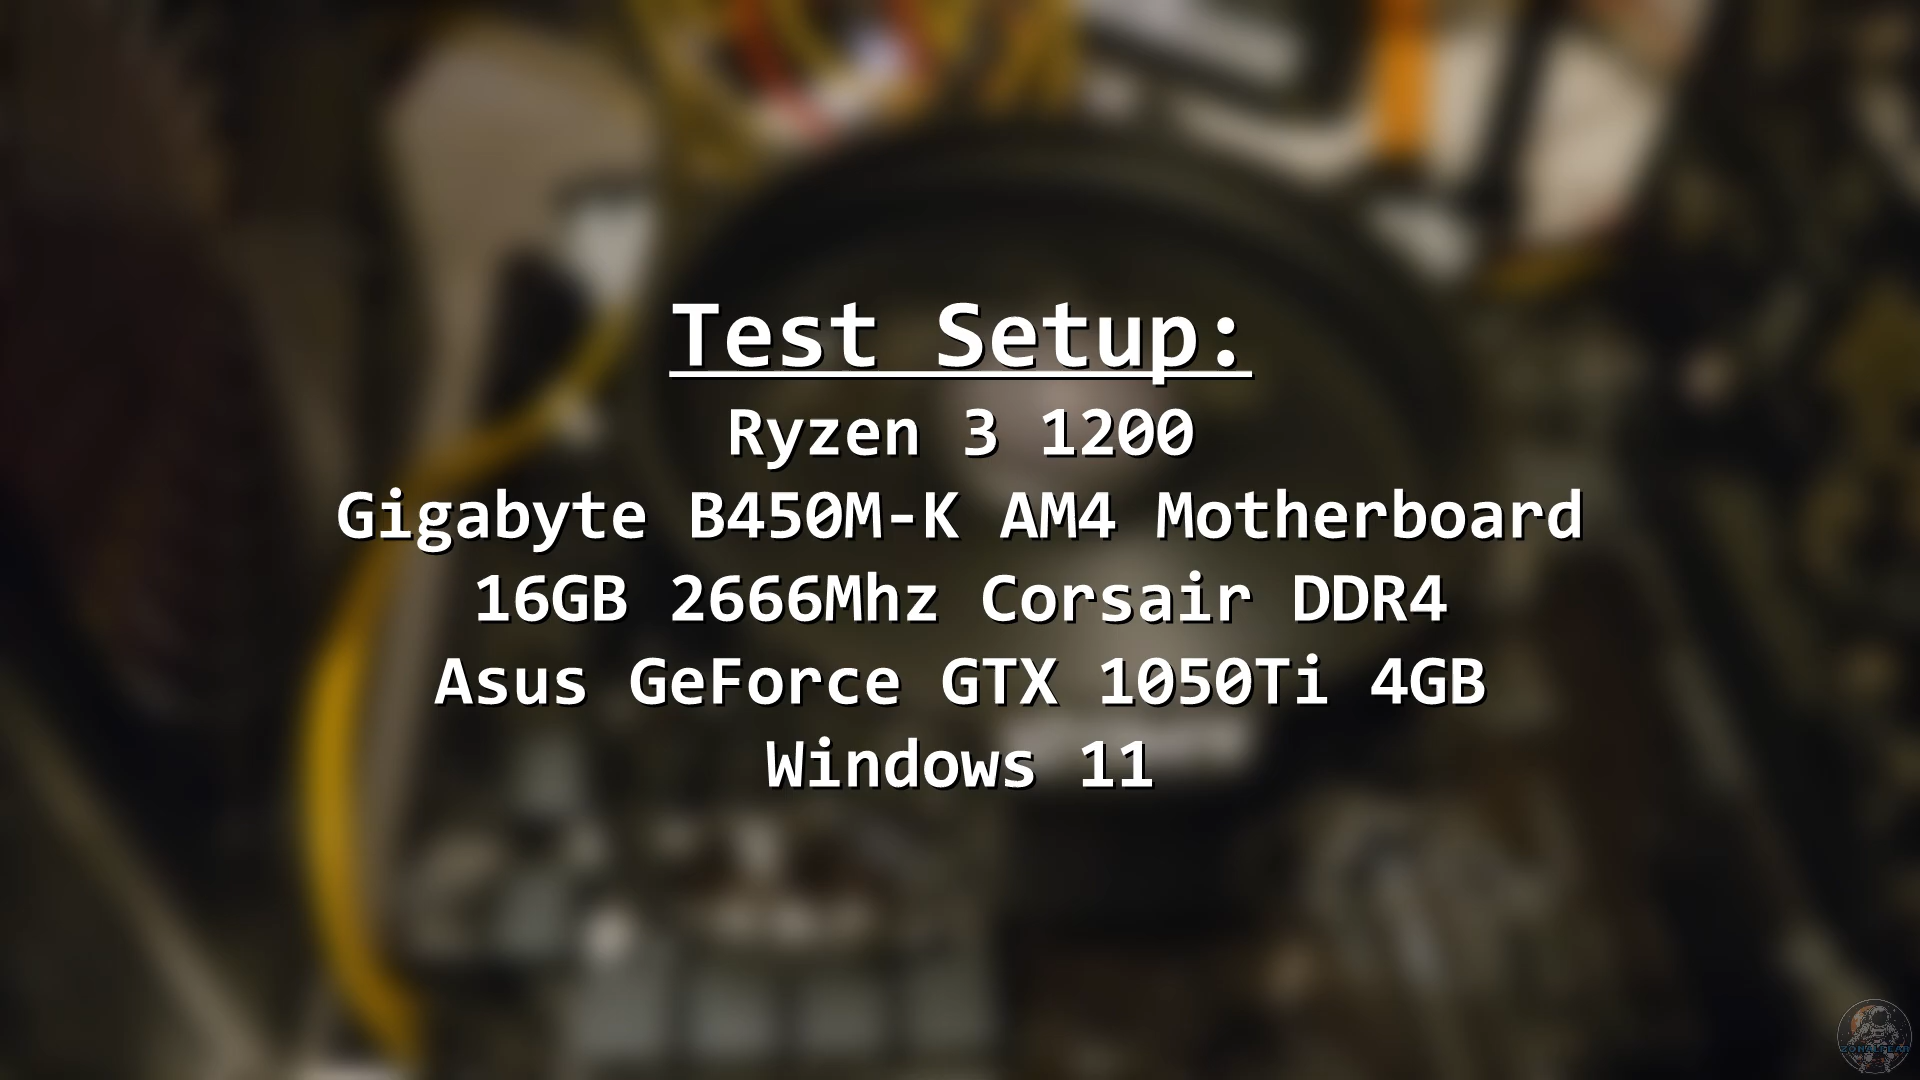 Test Setup:
Ryzen 3 1200
Gigabyte B450M-K AM4 Motherboard
16GB 2666Mhz Corsair DDR4
Asus GeForce GTX 1050Ti 4GB
Windows 11